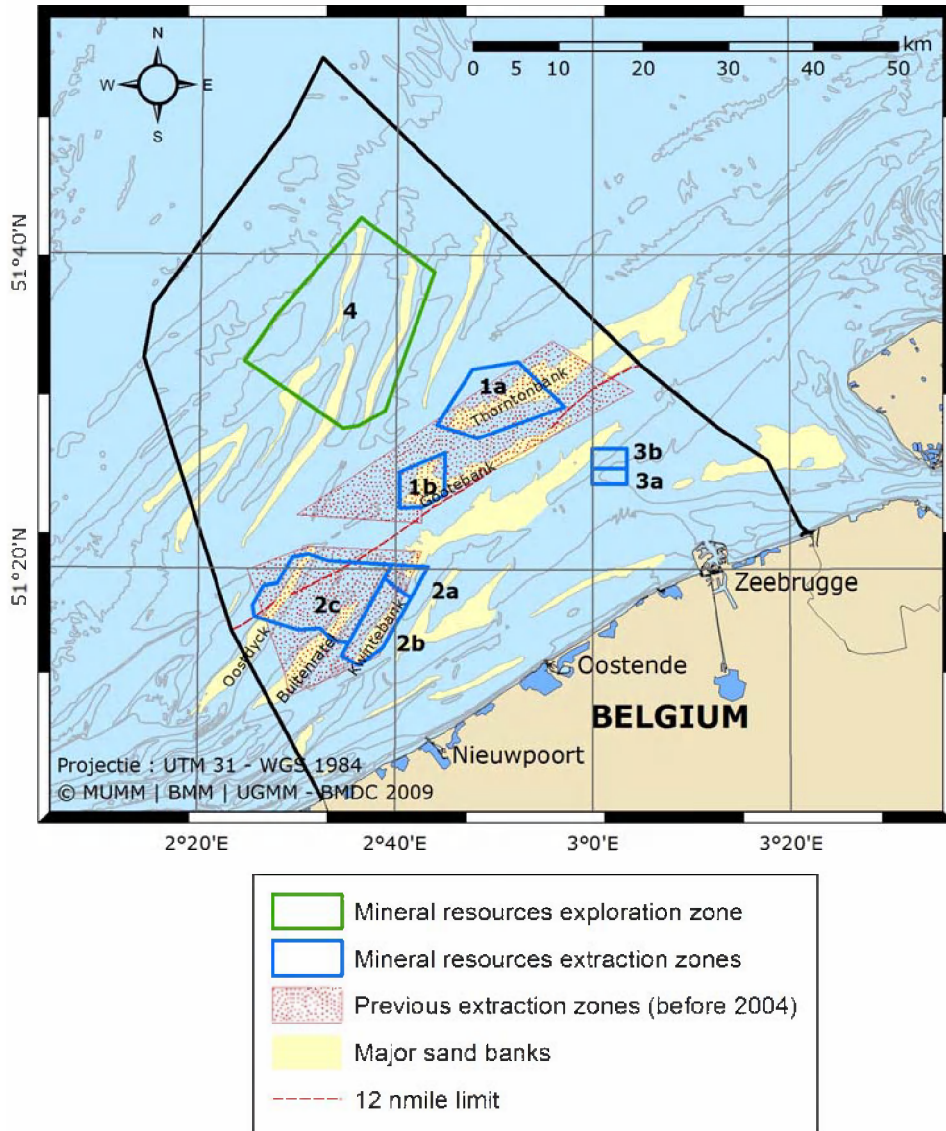 N
W E
S
km
0 5 10 20 30 40 50
51°40'N
4
1a
Thorntonbank
3b
1b
Gootebank
3a
51°20'N
2a
Zeebrugge
2c
2b
Oostdyck
Buitenratel
Kwintebank
Oostende
BELGIUM
Nieuwpoort
Projectie : UTM 31 - WGS 1984
© MUMM | BMM | UGMM - BMDC 2009
2°20'E 2°40'E 3°0'E 3°20'E
Mineral resources exploration zone
Mineral resources extraction zones
Previous extraction zones (before 2004)
Major sand banks
12 nmile limit